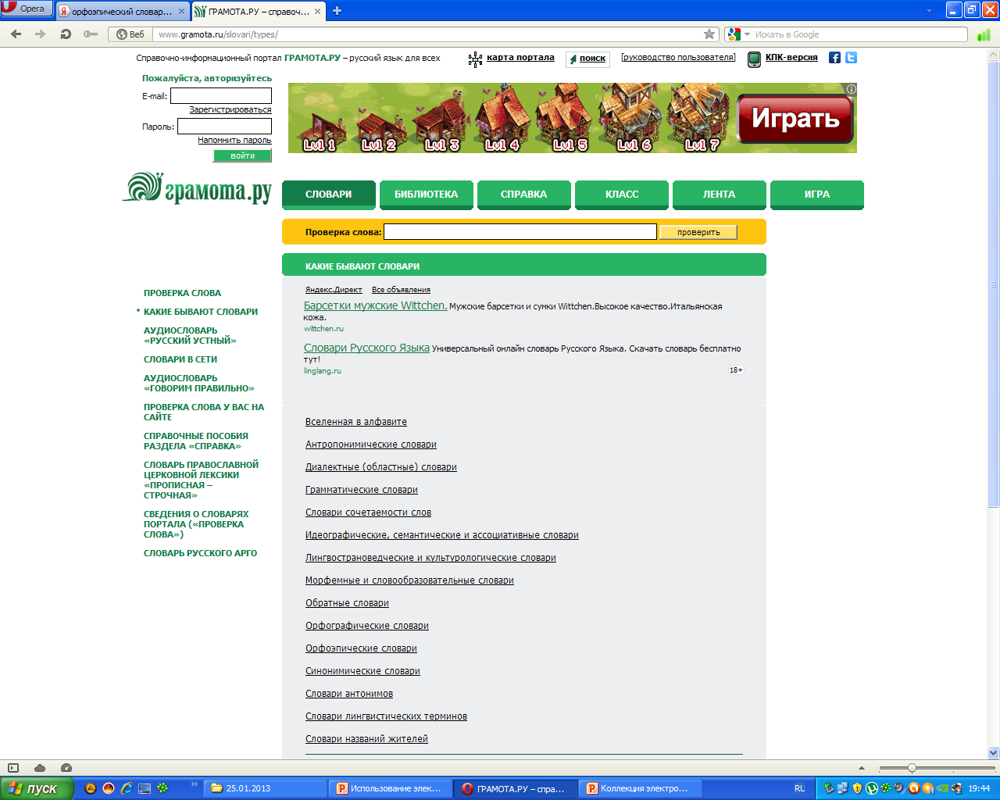 Opera
орфоэпический словар...
ГРАМОТА.РУ – справоч...
Веб
www.gramota.ru/slovari/types/
Искать в Google
Справочно-информационный портал ГРАМОТА.РУ – русский язык для всех
карта портала
поиск
[руководство пользователя]
КПК-версия
Пожалуйста, авторизуйтесь
E-mail:
Зарегистрироваться
Пароль:
Напомнить пароль
войти
Lvl 1
Lvl 2
Lvl 3
Lvl 4
Lvl 5
Lvl 6
Lvl 7
Играть
грамота.ру
СЛОВАРИ
БИБЛИОТЕКА
СПРАВКА
КЛАСС
ЛЕНТА
ИГРА
Проверка слова:
проверить
КАКИЕ БЫВАЮТ СЛОВАРИ
ПРОВЕРКА СЛОВА
КАКИЕ БЫВАЮТ СЛОВАРИ
АУДИОСЛОВАРЬ
«РУССКИЙ УСТНЫЙ»
СЛОВАРИ В СЕТИ
АУДИОСЛОВАРЬ
«ГОВОРИМ ПРАВИЛЬНО»
ПРОВЕРКА СЛОВА У ВАС НА
САЙТЕ
СПРАВОЧНЫЕ ПОСОБИЯ
РАЗДЕЛА «СПРАВКА»
СЛОВАРЬ ПРАВОСЛАВНОЙ
ЦЕРКОВНОЙ ЛЕКСИКИ
«ПРОПИСНАЯ –
СТРОЧНАЯ»
СВЕДЕНИЯ О СЛОВАРЯХ
ПОРТАЛА («ПРОВЕРКА
СЛОВА»)
СЛОВАРЬ РУССКОГО АРГО
Яндекс.Директ
Все объявления
Барсетки мужские Wittchen. Мужские барсетки и сумки Wittchen.Высокое качество.Итальянская
кожа.
wittchen.ru
Словари Русского Языка Универсальный онлайн словарь Русского Языка. Скачать словарь бесплатно
тут!
linglang.ru
18+
Вселенная в алфавите
Антропонимические словари
Диалектные (областные) словари
Грамматические словари
Словари сочетаемости слов
Идеографические, семантические и ассоциативные словари
Лингвострановедческие и культурологические словари
Морфемные и словообразовательные словари
Обратные словари
Орфографические словари
Орфоэпические словари
Синонимические словари
Словари антонимов
Словари лингвистических терминов
Словари названий жителей
пуск
25.01.2013
Использование элек...
ГРАМОТА.РУ – спра...
Коллекция электро...
RU
19:44